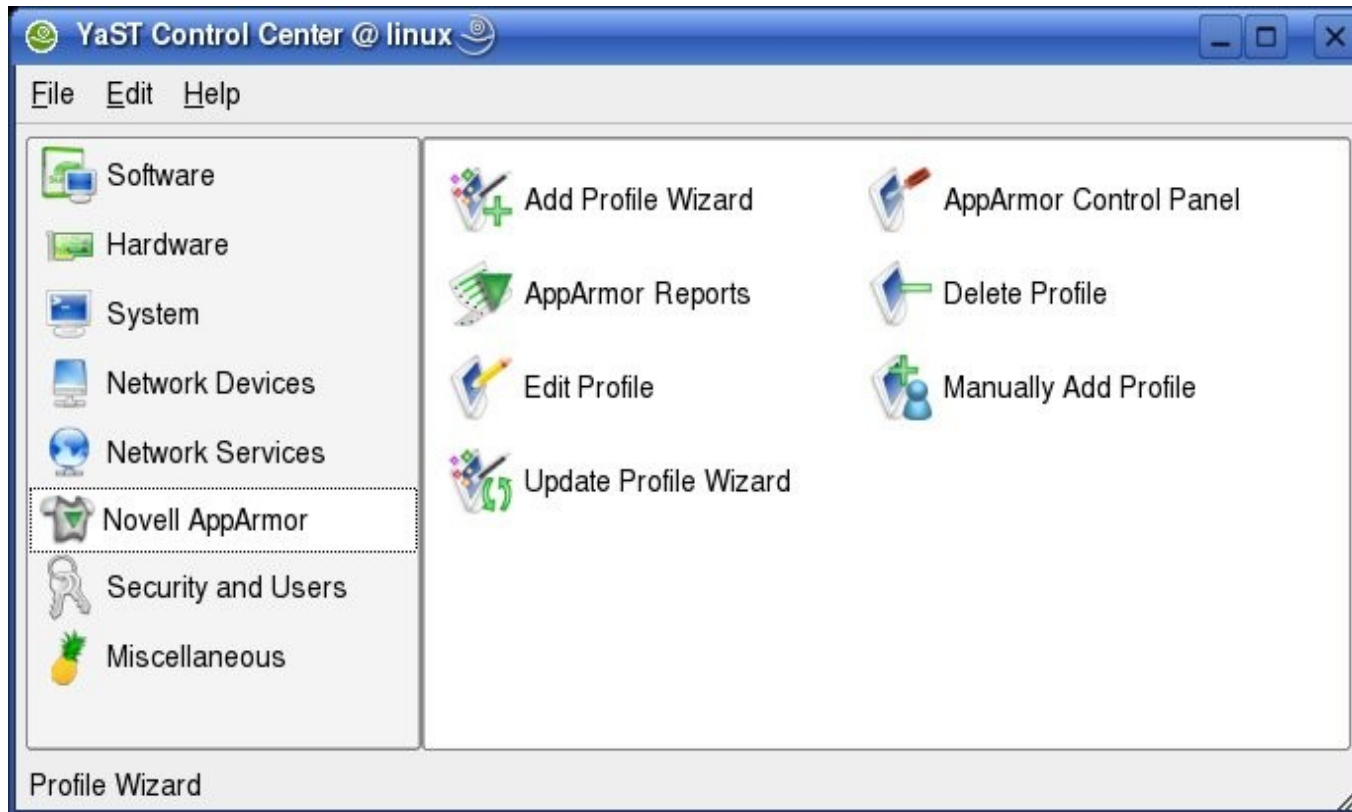 YaST Control Center @ linux
File Edit Help
Software
Hardware
System
Network Devices
Network Services
Novell AppArmor
Security and Users
Miscellaneous
Add Profile Wizard
AppArmor Control Panel
AppArmor Reports
Delete Profile
Edit Profile
Manually Add Profile
Update Profile Wizard
Profile Wizard